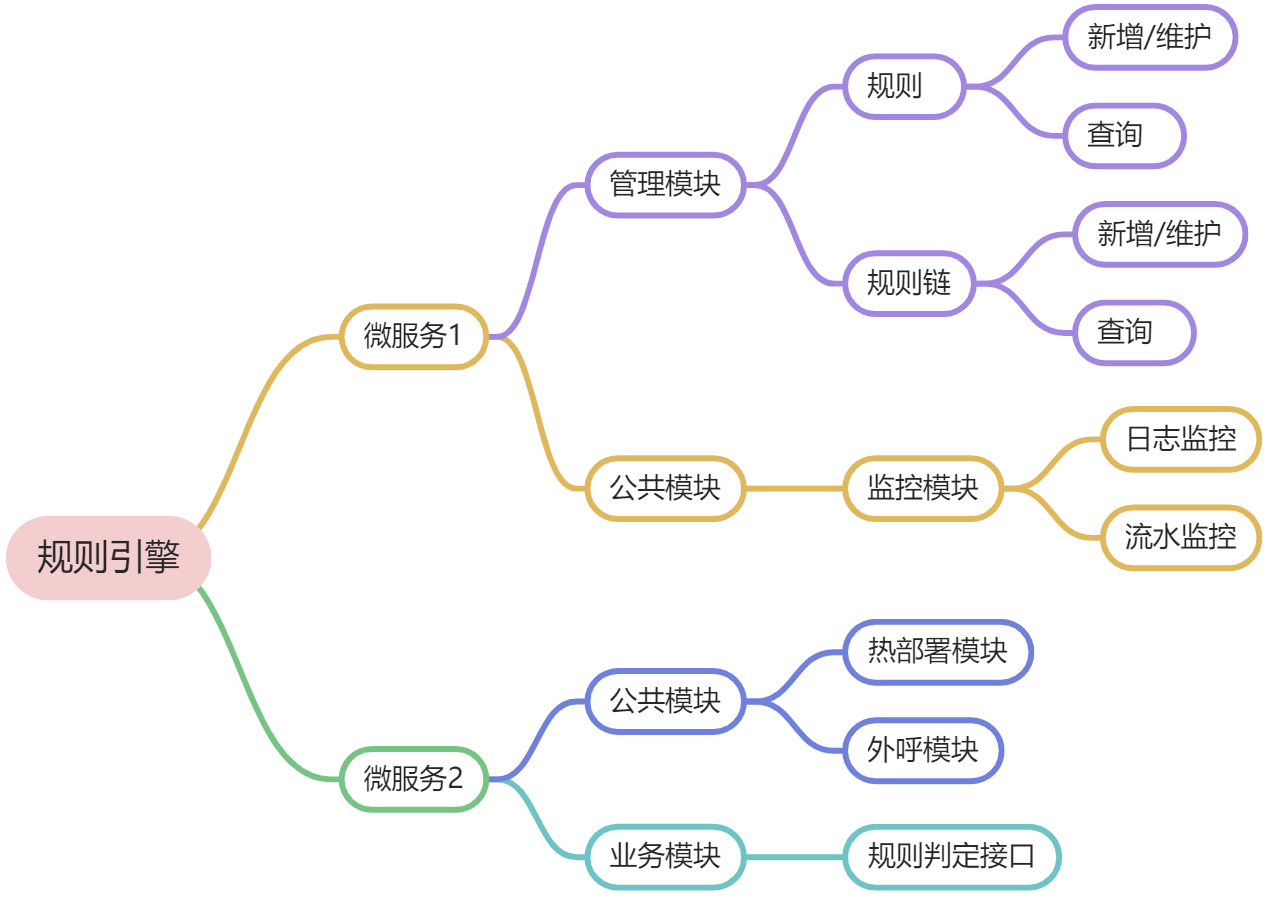 规则引擎
微服务1
管理模块
规则
新增/维护
查询
规则链
新增/维护
查询
公共模块
监控模块
日志监控
流水监控
微服务2
公共模块
热部署模块
外呼模块
业务模块
规则判定接口